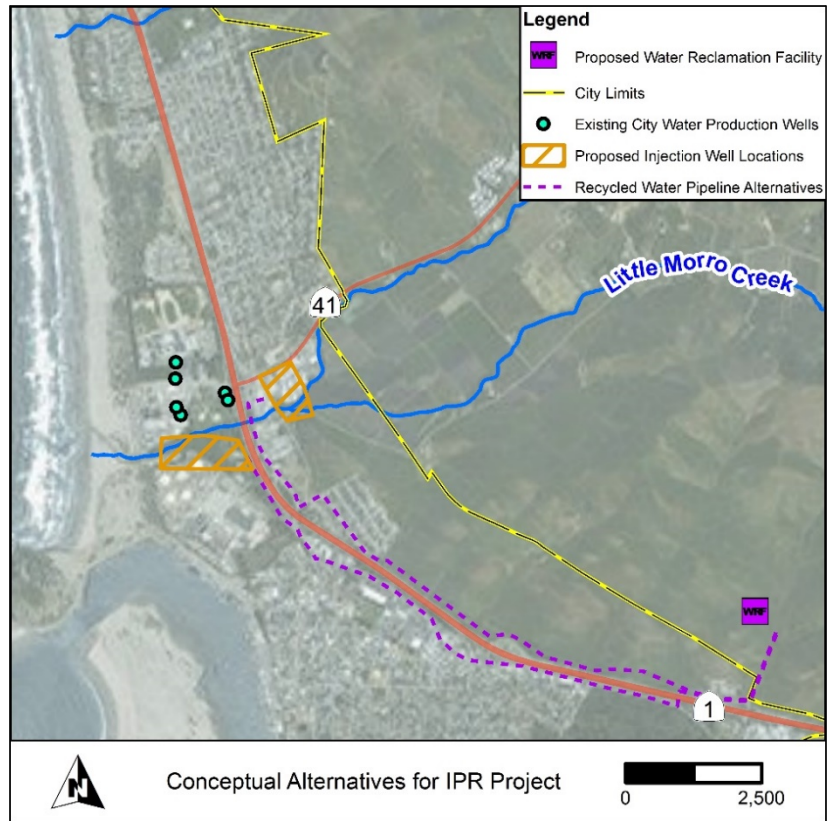 Legend
WRF Proposed Water Reclamation Facility
City Limits
Existing City Water Production Wells
Proposed Injection Well Locations
Recycled Water Pipeline Alternatives
Little Morro Creek
41
WRF
1
N
Conceptual Alternatives for IPR Project
0 2,500